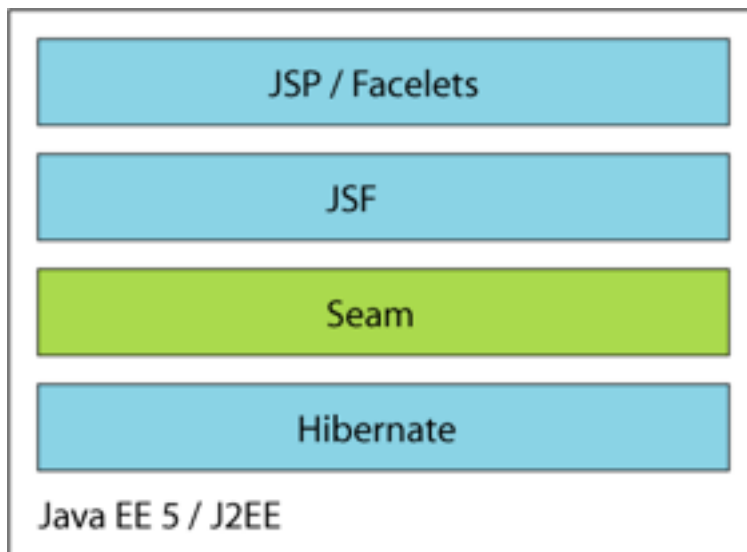 JSP / Facelets
JSF
Seam
Hibernate
Java EE 5 / J2EE